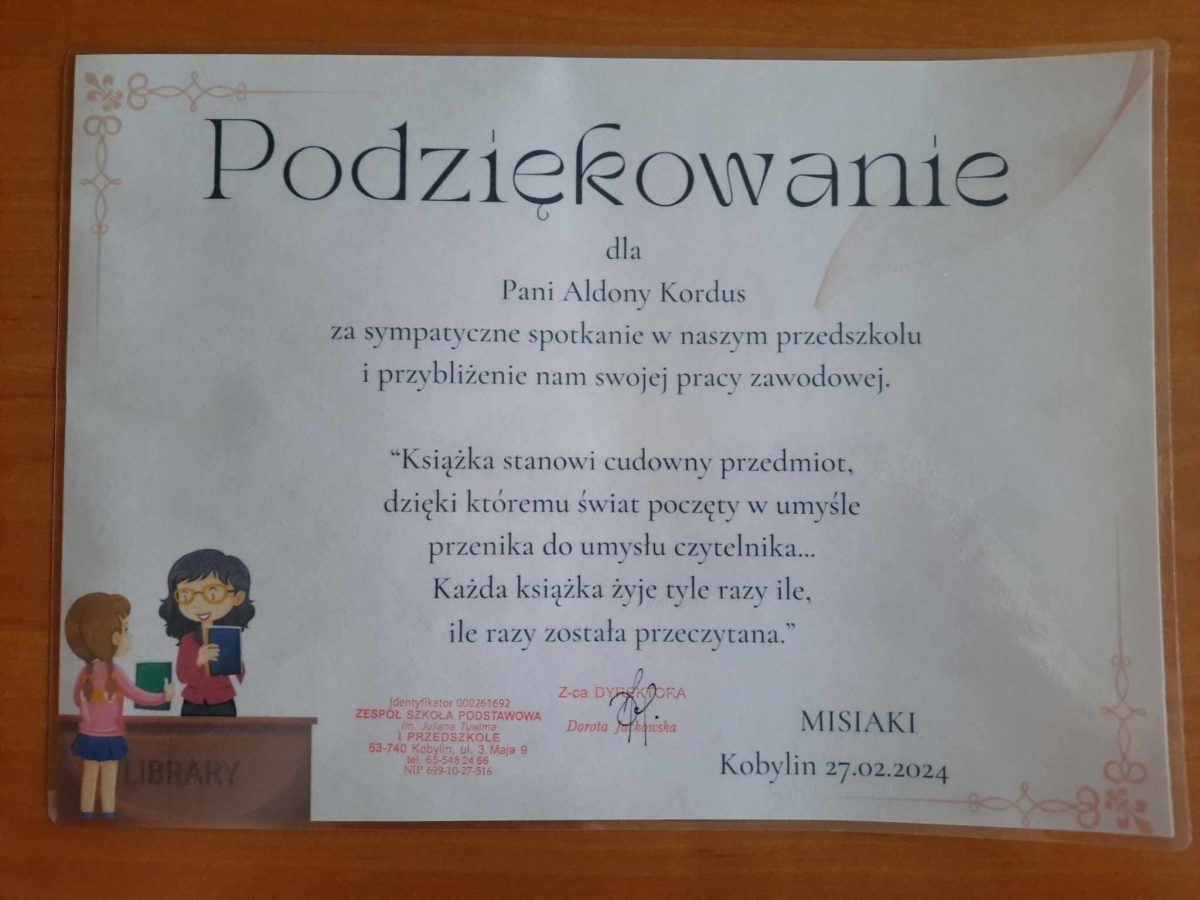 Podziękowanie
dla
Pani Aldony Kordus
za sympatyczne spotkanie w naszym przedszkolu
i przybliżenie nam swojej pracy zawodowej.
“Książka stanowi cudowny przedmiot,
dzięki któremu świat poczęty w umyśle
przenika do umysłu czytelnika...
Każda książka żyje tyle razy ile,
ile razy została przeczytana.”
LIBRARY
Identyfikator 000261692
ZESPÓŁ SZKOŁA PODSTAWOWA
im. Juliana Tuwima
I PRZEDSZKOLE
63-740 Kobylin, ul. 3 Maja 9
tel. 65-548 24 66
NIP 699-10-27-516
Z-ca DYREKTORA
Dorota Jackowska
MISIAKI
Kobylin 27.02.2024